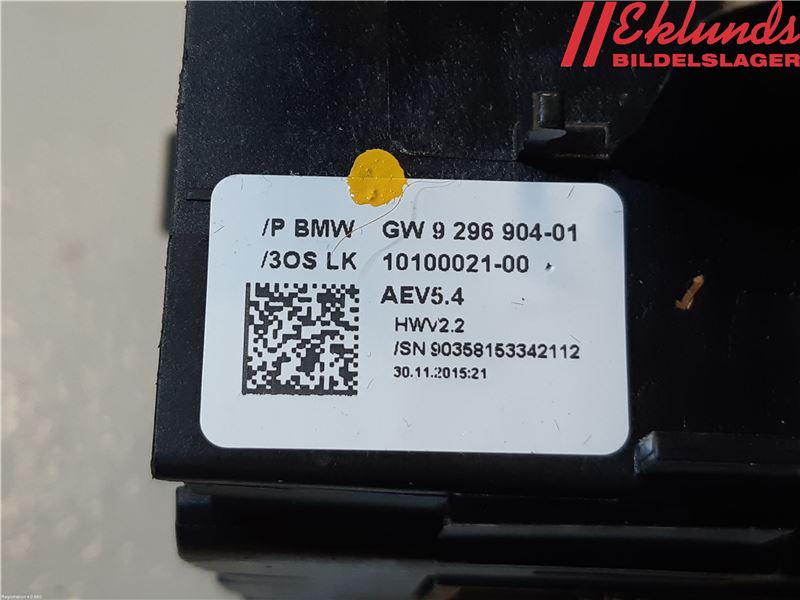 Eklunds
BILDELSLAGER
/P BMW GW 9 296 904-01
/3OS LK 10100021-00
AEV5.4
HWV2.2
/SN 90358153342112
30.11.2015:21